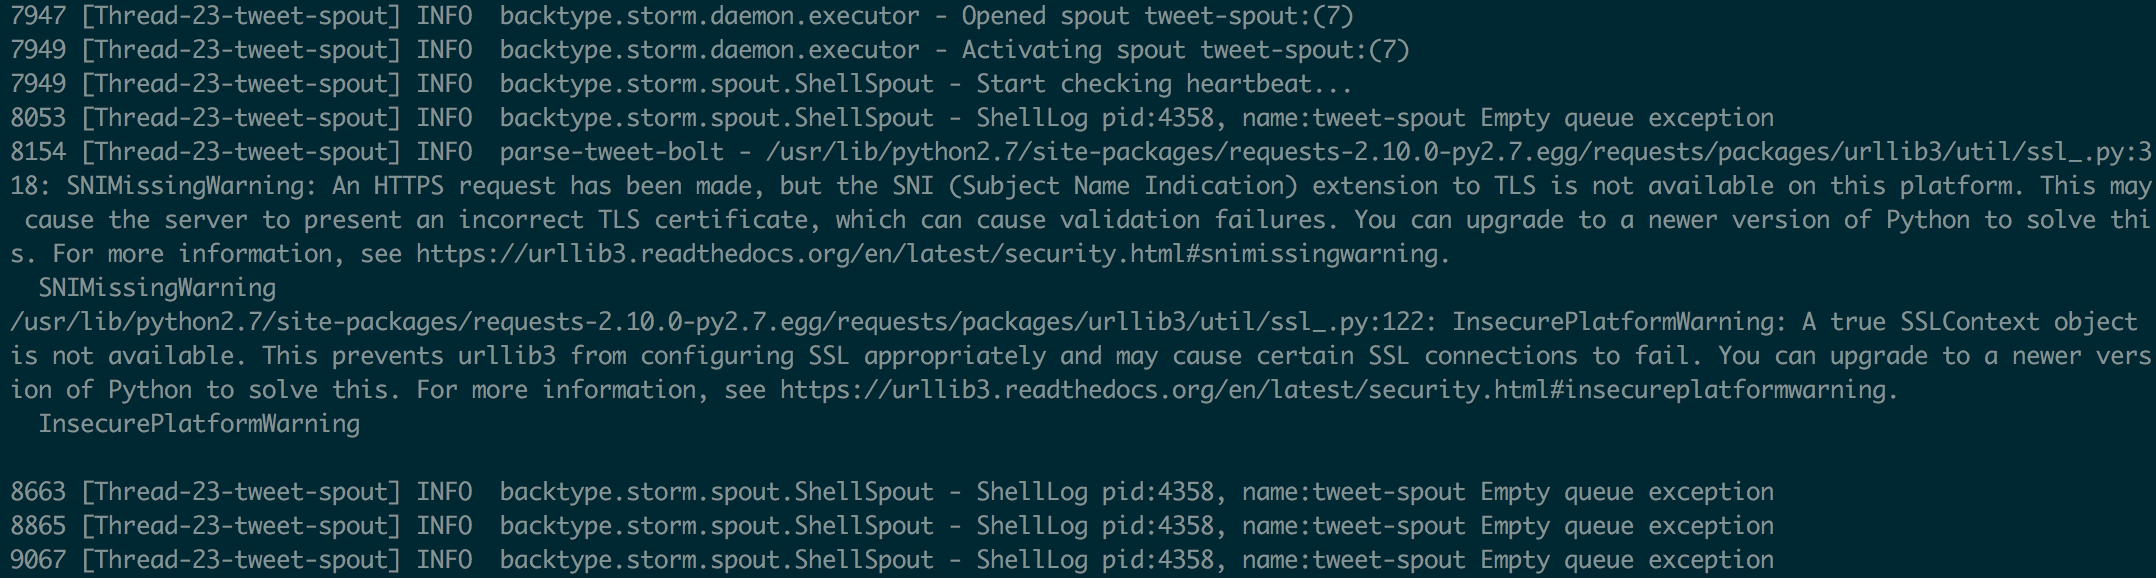 7947 [Thread-23-tweet-spout] INFO  backtype.storm.daemon.executor - Opened spout tweet-spout:(7)
7949 [Thread-23-tweet-spout] INFO  backtype.storm.daemon.executor - Activating spout tweet-spout:(7)
7949 [Thread-23-tweet-spout] INFO  backtype.storm.spout.ShellSpout - Start checking heartbeat...
8053 [Thread-23-tweet-spout] INFO  backtype.storm.spout.ShellSpout - ShellLog pid:4358, name:tweet-spout Empty queue exception
8154 [Thread-23-tweet-spout] INFO  parse-tweet-bolt - /usr/lib/python2.7/site-packages/requests-2.10.0-py2.7.egg/requests/packages/urllib3/util/ssl_.py:3
18: SNIMissingWarning: An HTTPS request has been made, but the SNI (Subject Name Indication) extension to TLS is not available on this platform. This may
 cause the server to present an incorrect TLS certificate, which can cause validation failures. You can upgrade to a newer version of Python to solve thi
s. For more information, see https://urllib3.readthedocs.org/en/latest/security.html#snimissingwarning.
  SNIMissingWarning
/usr/lib/python2.7/site-packages/requests-2.10.0-py2.7.egg/requests/packages/urllib3/util/ssl_.py:122: InsecurePlatformWarning: A true SSLContext object
is not available. This prevents urllib3 from configuring SSL appropriately and may cause certain SSL connections to fail. You can upgrade to a newer vers
ion of Python to solve this. For more information, see https://urllib3.readthedocs.org/en/latest/security.html#insecureplatformwarning.
  InsecurePlatformWarning
8663 [Thread-23-tweet-spout] INFO  backtype.storm.spout.ShellSpout - ShellLog pid:4358, name:tweet-spout Empty queue exception
8865 [Thread-23-tweet-spout] INFO  backtype.storm.spout.ShellSpout - ShellLog pid:4358, name:tweet-spout Empty queue exception
9067 [Thread-23-tweet-spout] INFO  backtype.storm.spout.ShellSpout - ShellLog pid:4358, name:tweet-spout Empty queue exception